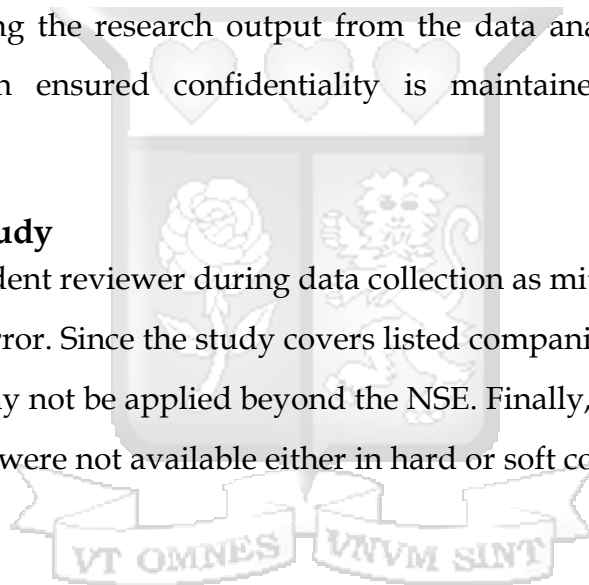 ng the research output from the data ana
n ensured confidentiality is maintaine
udy
dent reviewer during data collection as mi
rror. Since the study covers listed compani
y not be applied beyond the NSE. Finally,
were not available either in hard or soft co
VT OMNES VNVM SINT